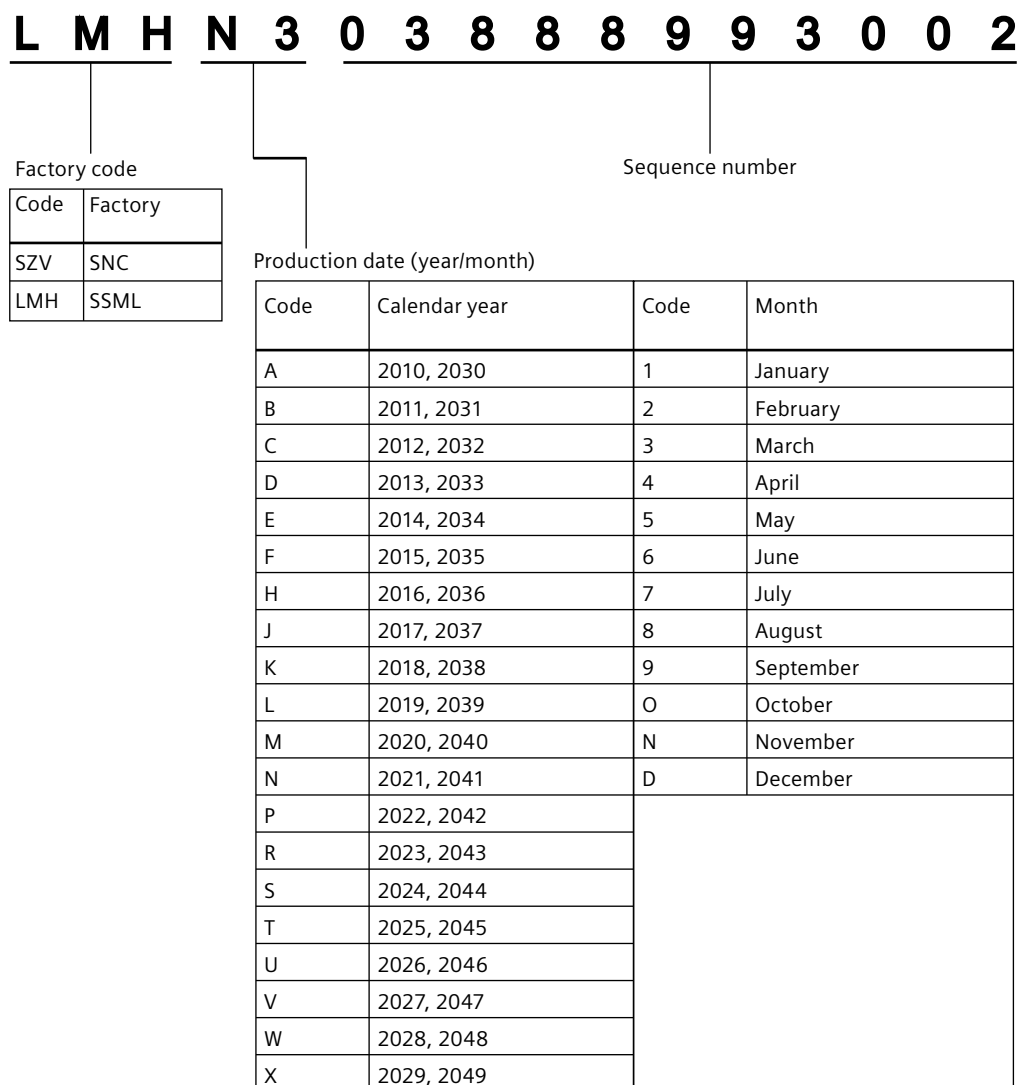 L M H N 3 0 3 8 8 8 9 9 3 0 0 2
Factory code
Sequence number
Code Factory
SZV SNC
LMH SSML
Production date (year/month)
Code Calendar year Code Month
A 2010, 2030 1 January
B 2011, 2031 2 February
C 2012, 2032 3 March
D 2013, 2033 4 April
E 2014, 2034 5 May
F 2015, 2035 6 June
H 2016, 2036 7 July
J 2017, 2037 8 August
K 2018, 2038 9 September
L 2019, 2039 O October
M 2020, 2040 N November
N 2021, 2041 D December
P 2022, 2042
R 2023, 2043
S 2024, 2044
T 2025, 2045
U 2026, 2046
V 2027, 2047
W 2028, 2048
X 2029, 2049